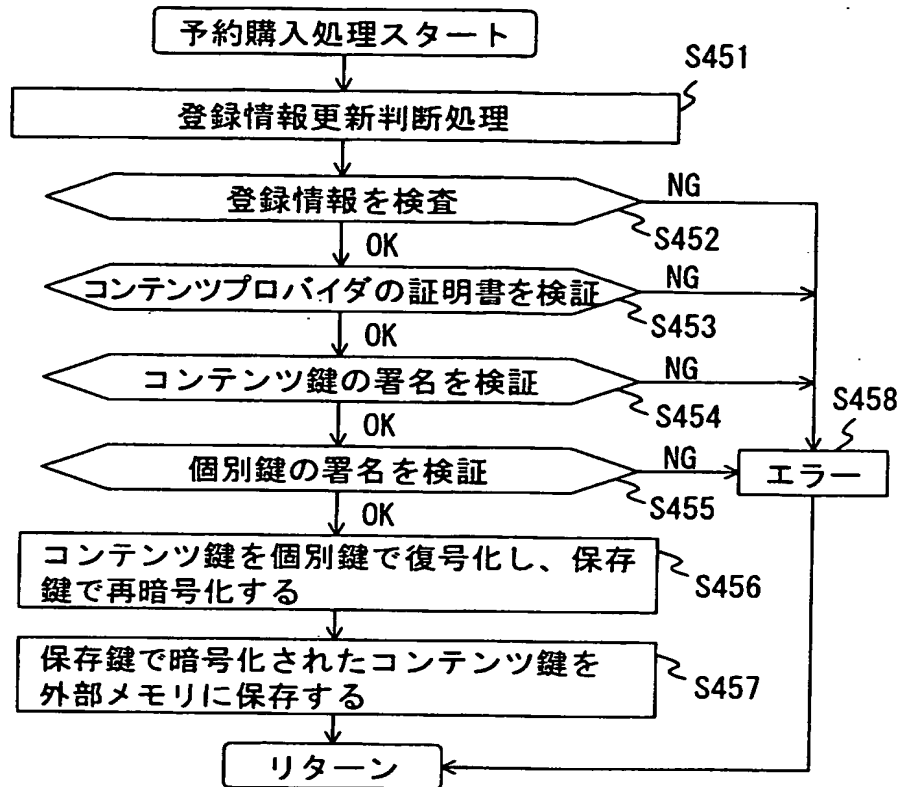 予約購入処理スタート
S451
登録情報更新判断処理
登録情報を検査
NG
S452
OK
コンテンツプロバイダの証明書を検証
NG
S453
OK
コンテンツ鍵の署名を検証
NG
S454
OK
S458
個別鍵の署名を検証
NG
エラー
S455
OK
コンテンツ鍵を個別鍵で復号化し、保存
鍵で再暗号化する
S456
保存鍵で暗号化されたコンテンツ鍵を
外部メモリに保存する
S457
リターン